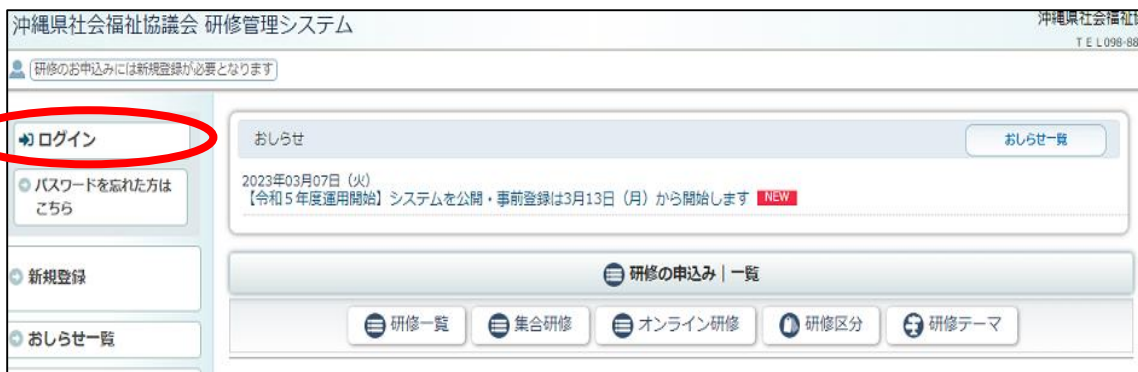 沖縄県社会福祉協議会 研修管理システム
沖縄県社会福祉
TEL098-88
研修のお申込みには新規登録が必要となります
ログイン
パスワードを忘れた方は
こちら
新規登録
おしらせ一覧
おしらせ
おしらせ一覧
2023年03月07日（火）
【令和５年度運用開始】システムを公開・事前登録は3月13日（月）から開始します NEW
研修の申込み｜一覧
研修一覧 集合研修 オンライン研修 研修区分 研修テーマ